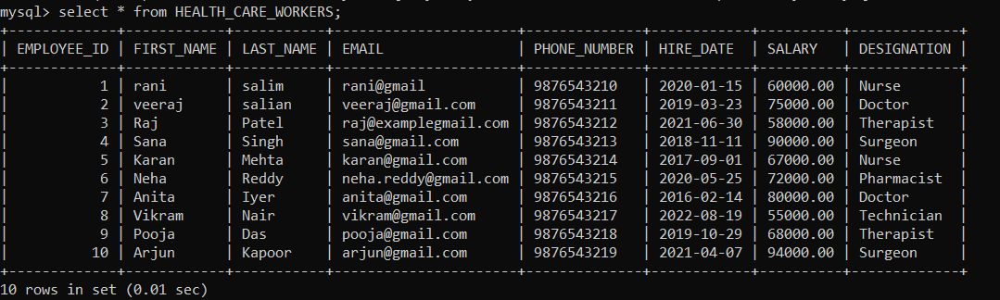 mysql> select * from HEALTH_CARE_WORKERS;
+-------------+------------+-----------+----------------------+--------------+------------+----------+-------------+
| EMPLOYEE_ID | FIRST_NAME | LAST_NAME | EMAIL                | PHONE_NUMBER | HIRE_DATE  | SALARY   | DESIGNATION |
+-------------+------------+-----------+----------------------+--------------+------------+----------+-------------+
|           1 | rani       | salim     | rani@gmail           | 9876543210   | 2020-01-15 | 60000.00 | Nurse       |
|           2 | veeraj     | salian    | veeraj@gmail.com     | 9876543211   | 2019-03-23 | 75000.00 | Doctor      |
|           3 | Raj        | Patel     | raj@examplegmail.com | 9876543212   | 2021-06-30 | 58000.00 | Therapist   |
|           4 | Sana       | Singh     | sana@gmail.com       | 9876543213   | 2018-11-11 | 90000.00 | Surgeon     |
|           5 | Karan      | Mehta     | karan@gmail.com      | 9876543214   | 2017-09-01 | 67000.00 | Nurse       |
|           6 | Neha       | Reddy     | neha.reddy@gmail.com | 9876543215   | 2020-05-25 | 72000.00 | Pharmacist  |
|           7 | Anita      | Iyer      | anita@gmail.com      | 9876543216   | 2016-02-14 | 80000.00 | Doctor      |
|           8 | Vikram     | Nair      | vikram@gmail.com     | 9876543217   | 2022-08-19 | 55000.00 | Technician  |
|           9 | Pooja      | Das       | pooja@gmail.com      | 9876543218   | 2019-10-29 | 68000.00 | Therapist   |
|          10 | Arjun      | Kapoor    | arjun@gmail.com      | 9876543219   | 2021-04-07 | 94000.00 | Surgeon     |
+-------------+------------+-----------+----------------------+--------------+------------+----------+-------------+
10 rows in set (0.01 sec)